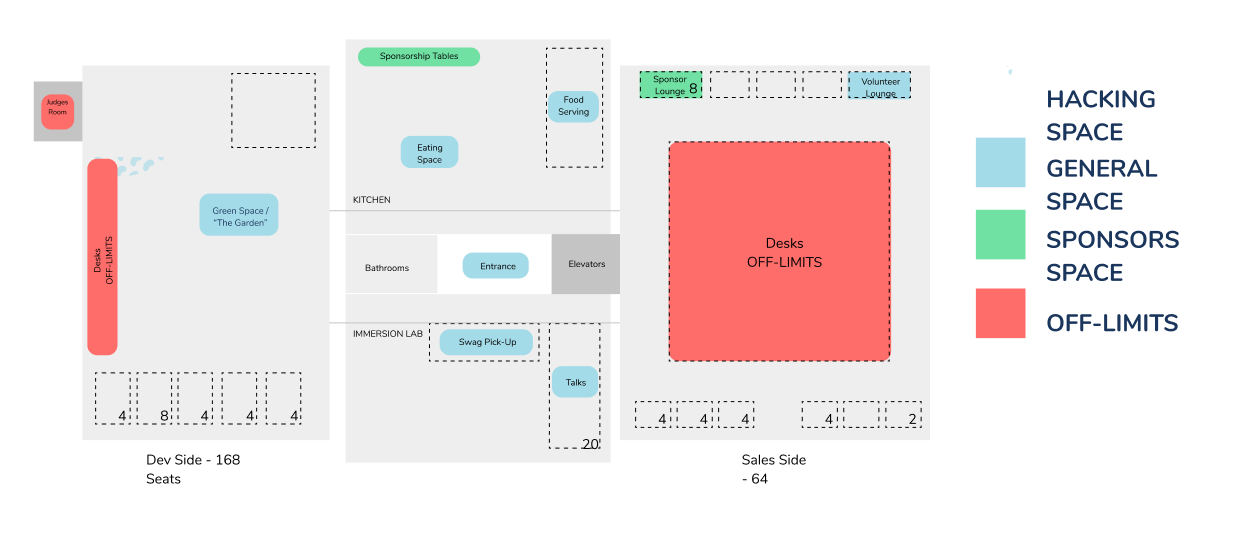 Sponsorship Tables
Judges
Room
Food
Serving
Eating
Space
KITCHEN
Green Space /
“The Garden”
Desks
OFF-LIMITS
Bathrooms
Entrance
Elevators
IMMERSION LAB
Swag Pick-Up
Talks
20
4
8
4
4
4
Dev Side - 168
Seats
Sponsor
Lounge 8
Volunteer
Lounge
Desks
OFF-LIMITS
4
4
4
4
2
Sales Side
- 64
HACKING
SPACE
GENERAL
SPACE
SPONSORS
SPACE
OFF-LIMITS